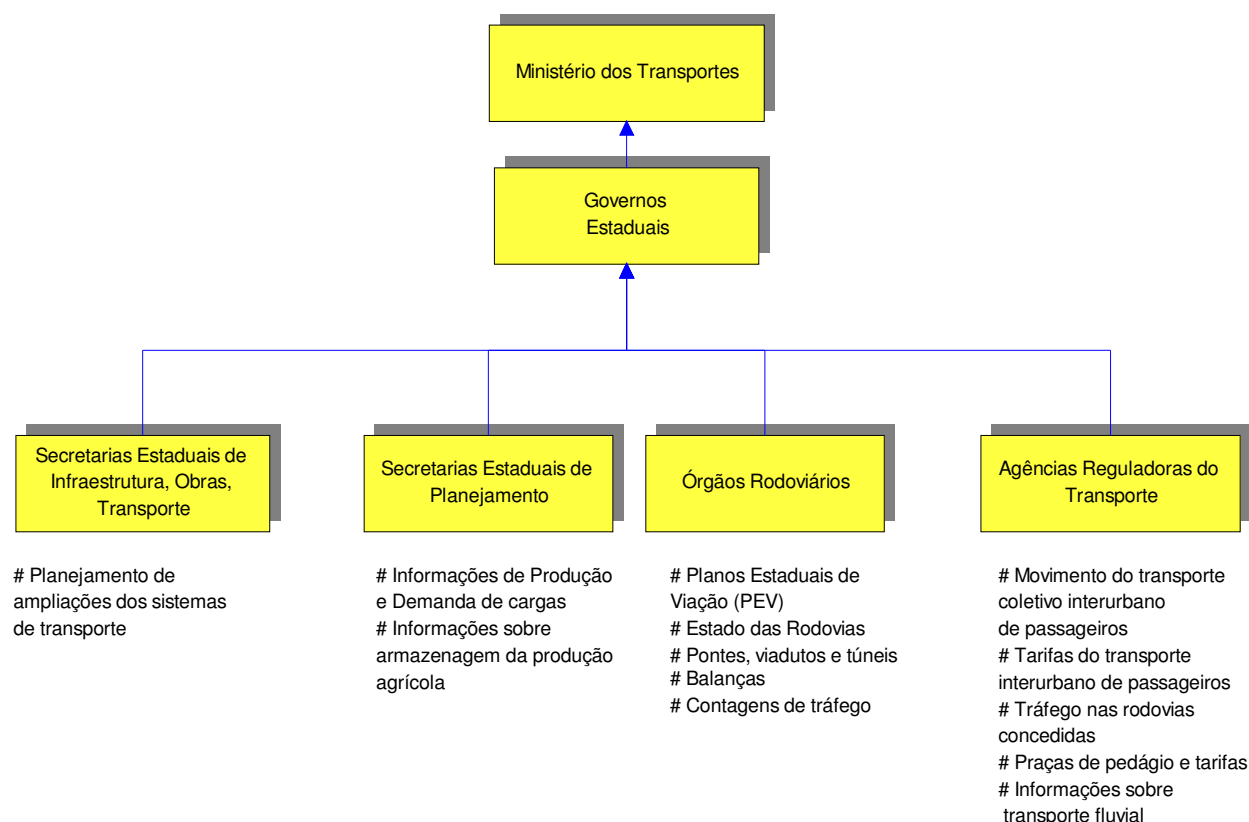 Ministério dos Transportes
Governos
Estaduais
Secretarias Estaduais de
Infraestrutura, Obras,
Transporte
Secretarias Estaduais de
Planejamento
Órgãos Rodoviários
Agências Reguladoras do
Transporte
# Planejamento de
ampliações dos sistemas
de transporte
# Informações de Produção
e Demanda de cargas
# Informações sobre
armazenagem da produção
agrícola
# Planos Estaduais de
Viação (PEV)
# Estado das Rodovias
# Pontes, viadutos e túneis
# Balanças
# Contagens de tráfego
# Movimento do transporte
coletivo interurbano
de passageiros
# Tarifas do transporte
interurbano de passageiros
# Tráfego nas rodovias
concedidas
# Praças de pedágio e tarifas
# Informações sobre
transporte fluvial